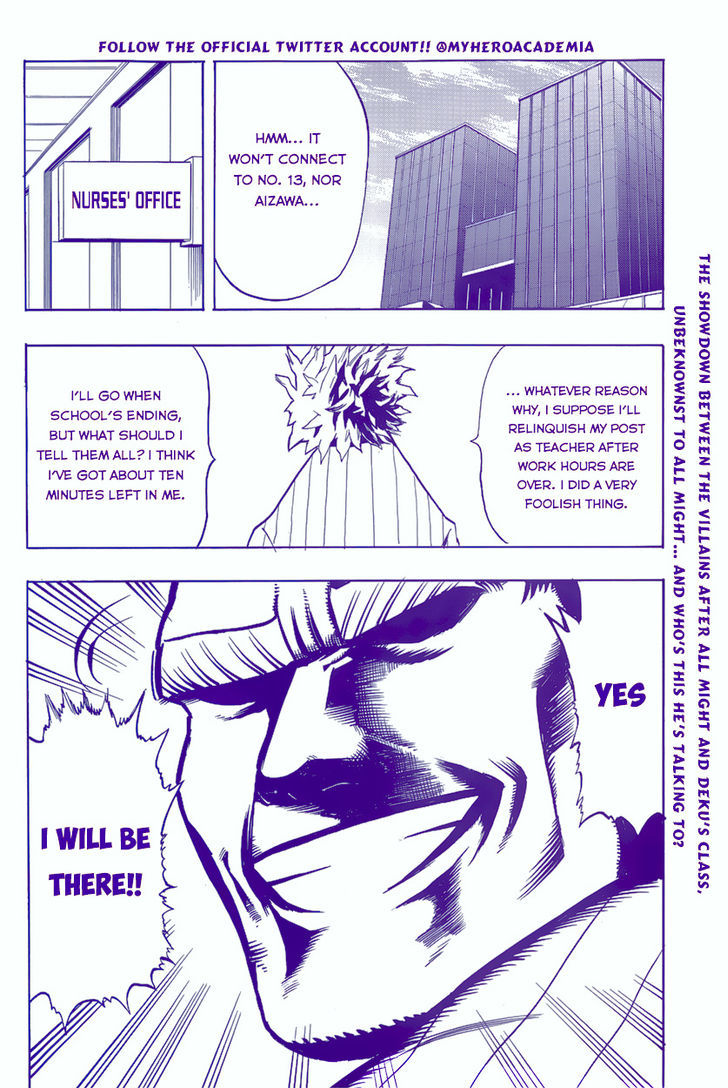 FOLLOW THE OFFICIAL TWITTER ACCOUNT!! @MYHEROACADEMIA
HMM... IT
WON'T CONNECT
TO NO. 13, NOR
AIZAWA...
NURSES' OFFICE
... WHATEVER REASON
WHY, I SUPPOSE I'LL
RELINQUISH MY POST
AS TEACHER AFTER
WORK HOURS ARE
OVER. I DID A VERY
FOOLISH THING.
I'LL GO WHEN
SCHOOL'S ENDING,
BUT WHAT SHOULD I
TELL THEM ALL? I THINK
I'VE GOT ABOUT TEN
MINUTES LEFT IN ME.
YES
I WILL BE
THERE!!
THE SHOWDOWN BETWEEN THE VILLAINS AFTER ALL MIGHT AND DEKU'S CLASS,
UNBEKNOWNST TO ALL MIGHT... AND WHO'S THIS HE'S TALKING TO?